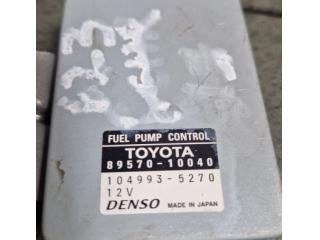 FUEL PUMP CONTROL
TOYOTA
89570-10040
104993-5270
12V
DENSO MADE IN JAPAN